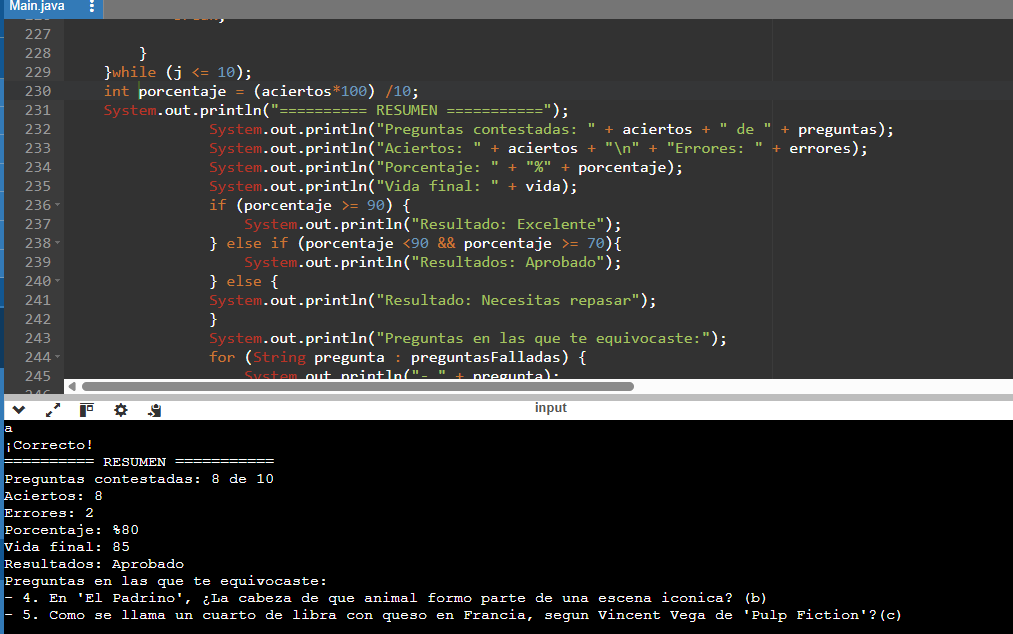 Main.java
227
228 }
229 }while (j <= 10);
230 int porcentaje = (aciertos*100) /10;
231 System.out.println("========== RESUMEN ===========");
232 System.out.println("Preguntas contestadas: " + aciertos + " de " + preguntas);
233 System.out.println("Aciertos: " + aciertos + "\n" + "Errores: " + errores);
234 System.out.println("Porcentaje: " + "%" + porcentaje);
235 System.out.println("Vida final: " + vida);
236 if (porcentaje >= 90) {
237 System.out.println("Resultado: Excelente");
238 } else if (porcentaje <90 && porcentaje >= 70){
239 System.out.println("Resultados: Aprobado");
240 } else {
241 System.out.println("Resultado: Necesitas repasar");
242 }
243 System.out.println("Preguntas en las que te equivocaste:");
244 for (String pregunta : preguntasFalladas) {
245 System.out.println("- " + pregunta);
input
a
¡Correcto!
========== RESUMEN ===========
Preguntas contestadas: 8 de 10
Aciertos: 8
Errores: 2
Porcentaje: %80
Vida final: 85
Resultados: Aprobado
Preguntas en las que te equivocaste:
- 4. En 'El Padrino', ¿La cabeza de que animal formo parte de una escena iconica? (b)
- 5. Como se llama un cuarto de libra con queso en Francia, segun Vincent Vega de 'Pulp Fiction'?(c)